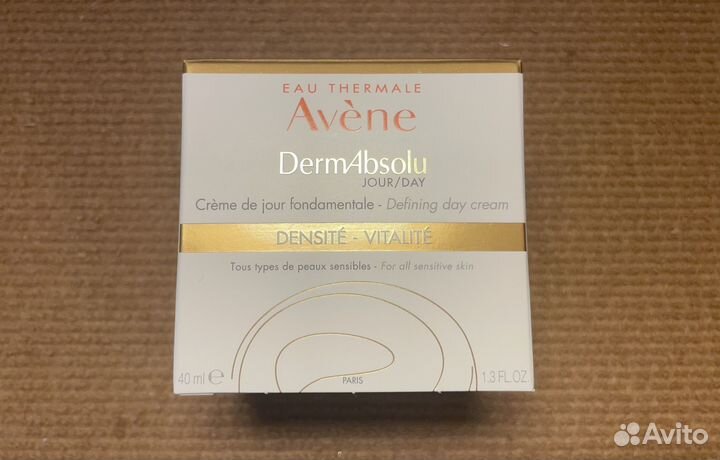 EAU THERMALE
Avène
DermAbsolu
JOUR/DAY
Crème de jour fondamentale - Defining day cream
DENSITÉ - VITALITÉ
Tous types de peaux sensibles - For all sensitive skin
40 ml ℮
PARIS
1.3 FL.OZ.
Avito